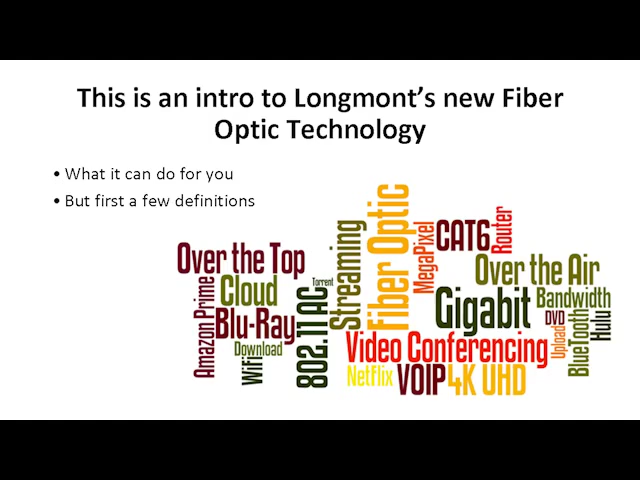 This is an intro to Longmont's new Fiber
Optic Technology
• What it can do for you
• But first a few definitions
Over the Top
Cloud
Torrent
Amazon Prime
Blu-Ray
Download
WiFi
802.11 AC
Streaming
Fiber Optic
MegaPixel
CAT6
Router
Over the Air
Gigabit
Bandwidth
DVD
Upload
BlueTooth
Hulu
Video Conferencing
NetFlix
VOIP
4K UHD